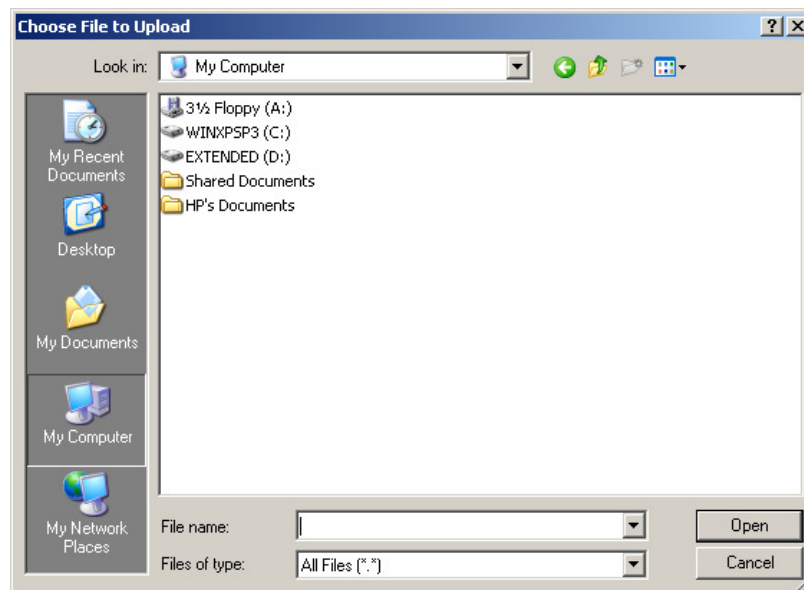 Choose File to Upload
Look in:
My Computer
3½ Floppy (A:)
WINXPSP3 (C:)
EXTENDED (D:)
Shared Documents
HP's Documents
My Recent
Documents
Desktop
My Documents
My Computer
My Network
Places
File name:
Open
Files of type:
All Files (*.*)
Cancel